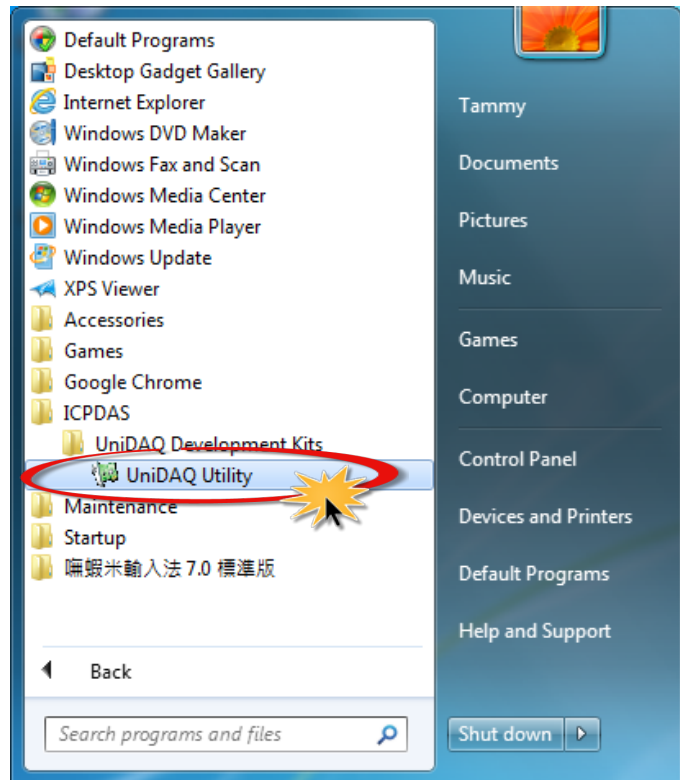 Default Programs
Desktop Gadget Gallery
Internet Explorer
Windows DVD Maker
Windows Fax and Scan
Windows Media Center
Windows Media Player
Windows Update
XPS Viewer
Accessories
Games
Google Chrome
ICPDAS
UniDAQ Development Kits
UniDAQ Utility
Maintenance
Startup
嘸蝦米輸入法 7.0 標準版
Back
Search programs and files
Tammy
Documents
Pictures
Music
Games
Computer
Control Panel
Devices and Printers
Default Programs
Help and Support
Shut down